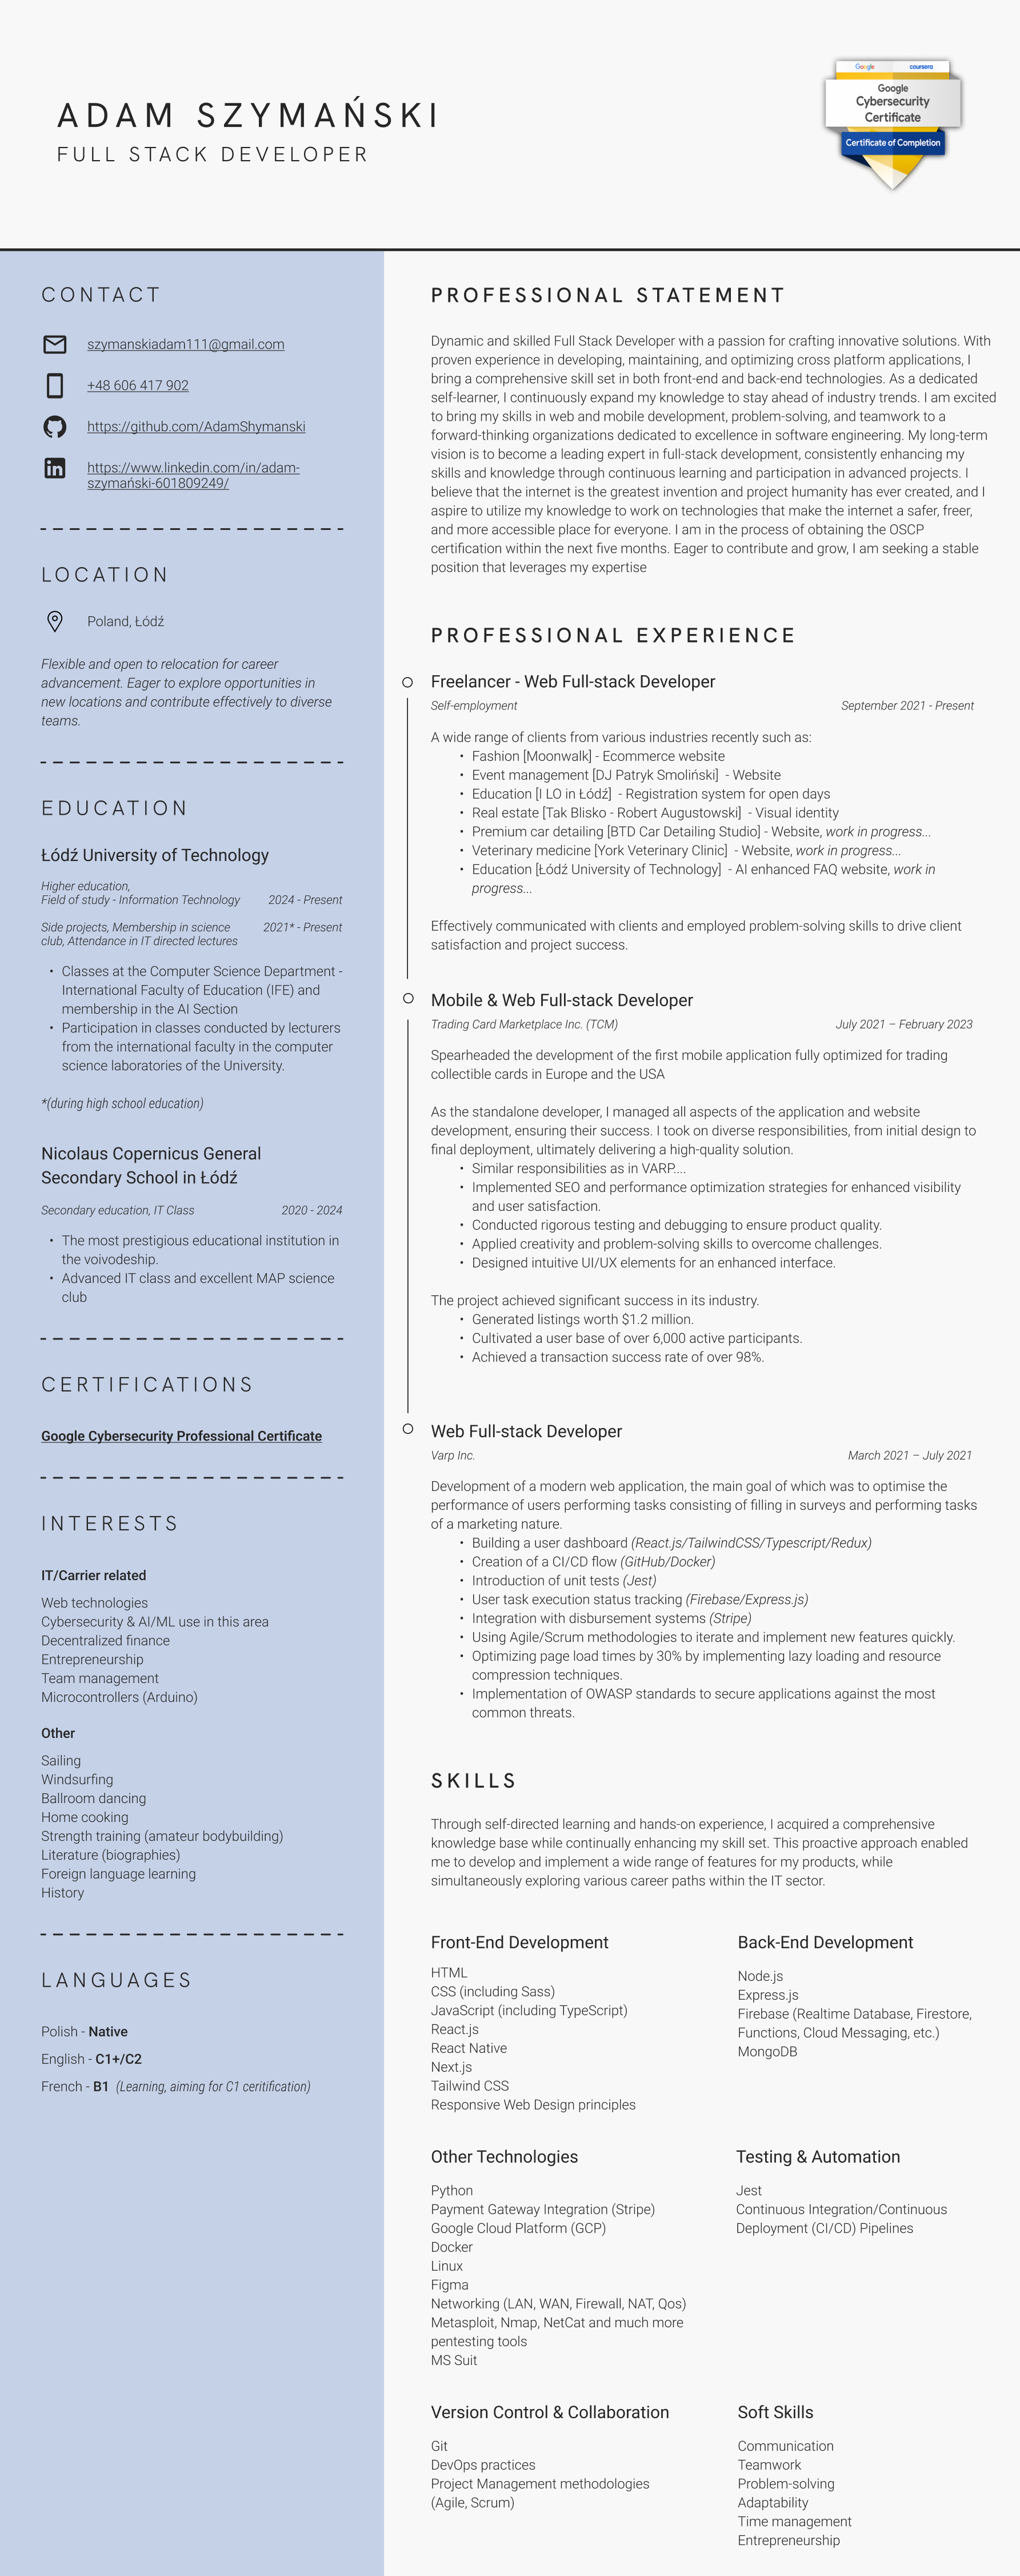 ADAM SZYMAŃSKI
FULL STACK DEVELOPER
Google
coursera
Google
Cybersecurity
Certificate
Certificate of Completion
CONTACT
szymanskiadam111@gmail.com
+48 606 417 902
https://github.com/AdamShymanski
https://www.linkedin.com/in/adam-
szymański-601809249/
LOCATION
Poland, Łódź
Flexible and open to relocation for career
advancement. Eager to explore opportunities in
new locations and contribute effectively to diverse
teams.
EDUCATION
Łódź University of Technology
Higher education,
Field of study - Information Technology 2024 - Present
Side projects, Membership in science 2021* - Present
club, Attendance in IT directed lectures
• Classes at the Computer Science Department -
International Faculty of Education (IFE) and
membership in the AI Section
• Participation in classes conducted by lecturers
from the international faculty in the computer
science laboratories of the University.
*(during high school education)
Nicolaus Copernicus General
Secondary School in Łódź
Secondary education, IT Class 2020 - 2024
• The most prestigious educational institution in
the voivodeship.
• Advanced IT class and excellent MAP science
club
CERTIFICATIONS
Google Cybersecurity Professional Certificate
INTERESTS
IT/Carrier related
Web technologies
Cybersecurity & AI/ML use in this area
Decentralized finance
Entrepreneurship
Team management
Microcontrollers (Arduino)
Other
Sailing
Windsurfing
Ballroom dancing
Home cooking
Strength training (amateur bodybuilding)
Literature (biographies)
Foreign language learning
History
LANGUAGES
Polish - Native
English - C1+/C2
French - B1 (Learning, aiming for C1 ceritification)
PROFESSIONAL STATEMENT
Dynamic and skilled Full Stack Developer with a passion for crafting innovative solutions. With
proven experience in developing, maintaining, and optimizing cross platform applications, I
bring a comprehensive skill set in both front-end and back-end technologies. As a dedicated
self-learner, I continuously expand my knowledge to stay ahead of industry trends. I am excited
to bring my skills in web and mobile development, problem-solving, and teamwork to a
forward-thinking organizations dedicated to excellence in software engineering. My long-term
vision is to become a leading expert in full-stack development, consistently enhancing my
skills and knowledge through continuous learning and participation in advanced projects. I
believe that the internet is the greatest invention and project humanity has ever created, and I
aspire to utilize my knowledge to work on technologies that make the internet a safer, freer,
and more accessible place for everyone. I am in the process of obtaining the OSCP
certification within the next five months. Eager to contribute and grow, I am seeking a stable
position that leverages my expertise
PROFESSIONAL EXPERIENCE
Freelancer - Web Full-stack Developer
Self-employment September 2021 - Present
A wide range of clients from various industries recently such as:
• Fashion [Moonwalk] - Ecommerce website
• Event management [DJ Patryk Smoliński] - Website
• Education [I LO in Łódź] - Registration system for open days
• Real estate [Tak Blisko - Robert Augustowski] - Visual identity
• Premium car detailing [BTD Car Detailing Studio] - Website, work in progress...
• Veterinary medicine [York Veterinary Clinic] - Website, work in progress...
• Education [Łódź University of Technology] - AI enhanced FAQ website, work in
progress...
Effectively communicated with clients and employed problem-solving skills to drive client
satisfaction and project success.
Mobile & Web Full-stack Developer
Trading Card Marketplace Inc. (TCM) July 2021 – February 2023
Spearheaded the development of the first mobile application fully optimized for trading
collectible cards in Europe and the USA
As the standalone developer, I managed all aspects of the application and website
development, ensuring their success. I took on diverse responsibilities, from initial design to
final deployment, ultimately delivering a high-quality solution.
• Similar responsibilities as in VARP....
• Implemented SEO and performance optimization strategies for enhanced visibility
and user satisfaction.
• Conducted rigorous testing and debugging to ensure product quality.
• Applied creativity and problem-solving skills to overcome challenges.
• Designed intuitive UI/UX elements for an enhanced interface.
The project achieved significant success in its industry.
• Generated listings worth $1.2 million.
• Cultivated a user base of over 6,000 active participants.
• Achieved a transaction success rate of over 98%.
Web Full-stack Developer
Varp Inc. March 2021 – July 2021
Development of a modern web application, the main goal of which was to optimise the
performance of users performing tasks consisting of filling in surveys and performing tasks
of a marketing nature.
• Building a user dashboard (React.js/TailwindCSS/Typescript/Redux)
• Creation of a CI/CD flow (GitHub/Docker)
• Introduction of unit tests (Jest)
• User task execution status tracking (Firebase/Express.js)
• Integration with disbursement systems (Stripe)
• Using Agile/Scrum methodologies to iterate and implement new features quickly.
• Optimizing page load times by 30% by implementing lazy loading and resource
compression techniques.
• Implementation of OWASP standards to secure applications against the most
common threats.
SKILLS
Through self-directed learning and hands-on experience, I acquired a comprehensive
knowledge base while continually enhancing my skill set. This proactive approach enabled
me to develop and implement a wide range of features for my products, while
simultaneously exploring various career paths within the IT sector.
Front-End Development
HTML
CSS (including Sass)
JavaScript (including TypeScript)
React.js
React Native
Next.js
Tailwind CSS
Responsive Web Design principles
Back-End Development
Node.js
Express.js
Firebase (Realtime Database, Firestore,
Functions, Cloud Messaging, etc.)
MongoDB
Other Technologies
Python
Payment Gateway Integration (Stripe)
Google Cloud Platform (GCP)
Docker
Linux
Figma
Networking (LAN, WAN, Firewall, NAT, Qos)
Metasploit, Nmap, NetCat and much more
pentesting tools
MS Suit
Testing & Automation
Jest
Continuous Integration/Continuous
Deployment (CI/CD) Pipelines
Version Control & Collaboration
Git
DevOps practices
Project Management methodologies
(Agile, Scrum)
Soft Skills
Communication
Teamwork
Problem-solving
Adaptability
Time management
Entrepreneurship